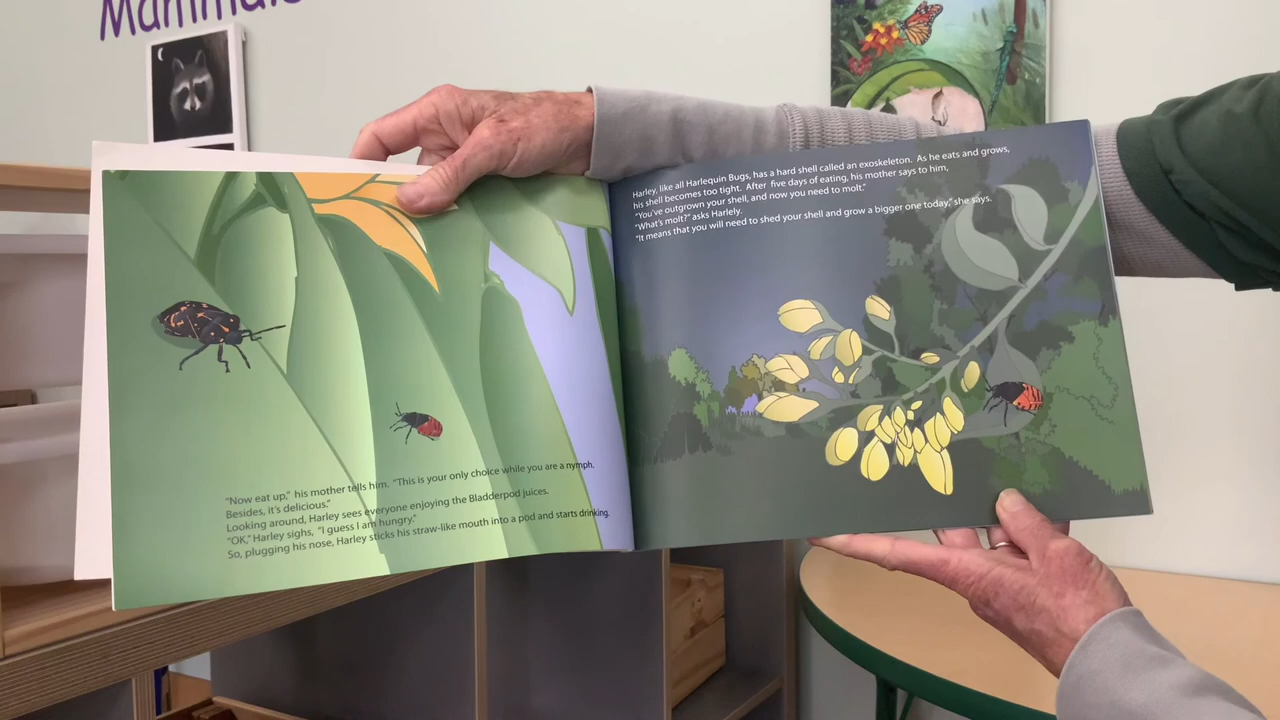 Mammals
"Now eat up," his mother tells him. "This is your only choice while you are a nymph.
Besides, it's delicious."
Looking around, Harley sees everyone enjoying the Bladderpod juices.
"OK," Harley sighs, "I guess I am hungry."
So, plugging his nose, Harley sticks his straw-like mouth into a pod and starts drinking.
Harley, like all Harlequin Bugs, has a hard shell called an exoskeleton. As he eats and grows,
his shell becomes too tight. After five days of eating, his mother says to him,
"You've outgrown your shell, and now you need to molt."
"What's molt?" asks Harlely.
"It means that you will need to shed your shell and grow a bigger one today," she says.